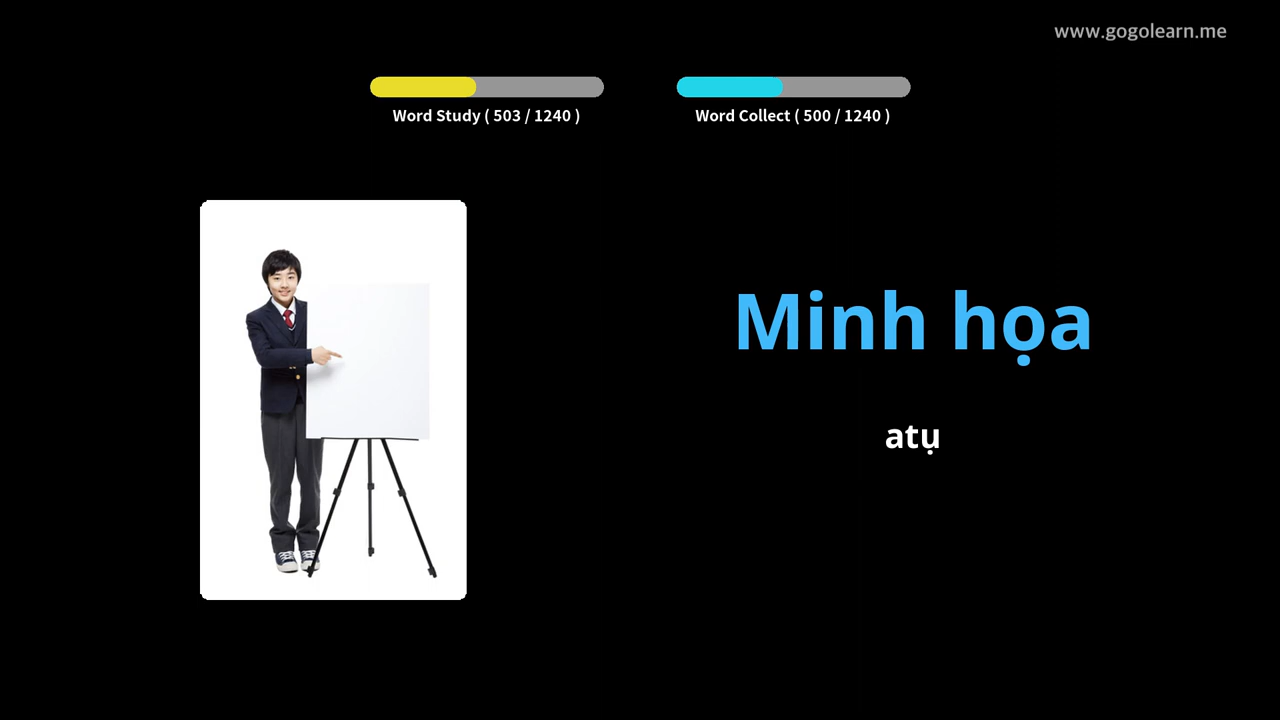 www.gogolearn.me
Word Study ( 503 / 1240 )
Word Collect ( 500 / 1240 )
Minh họa
atụ